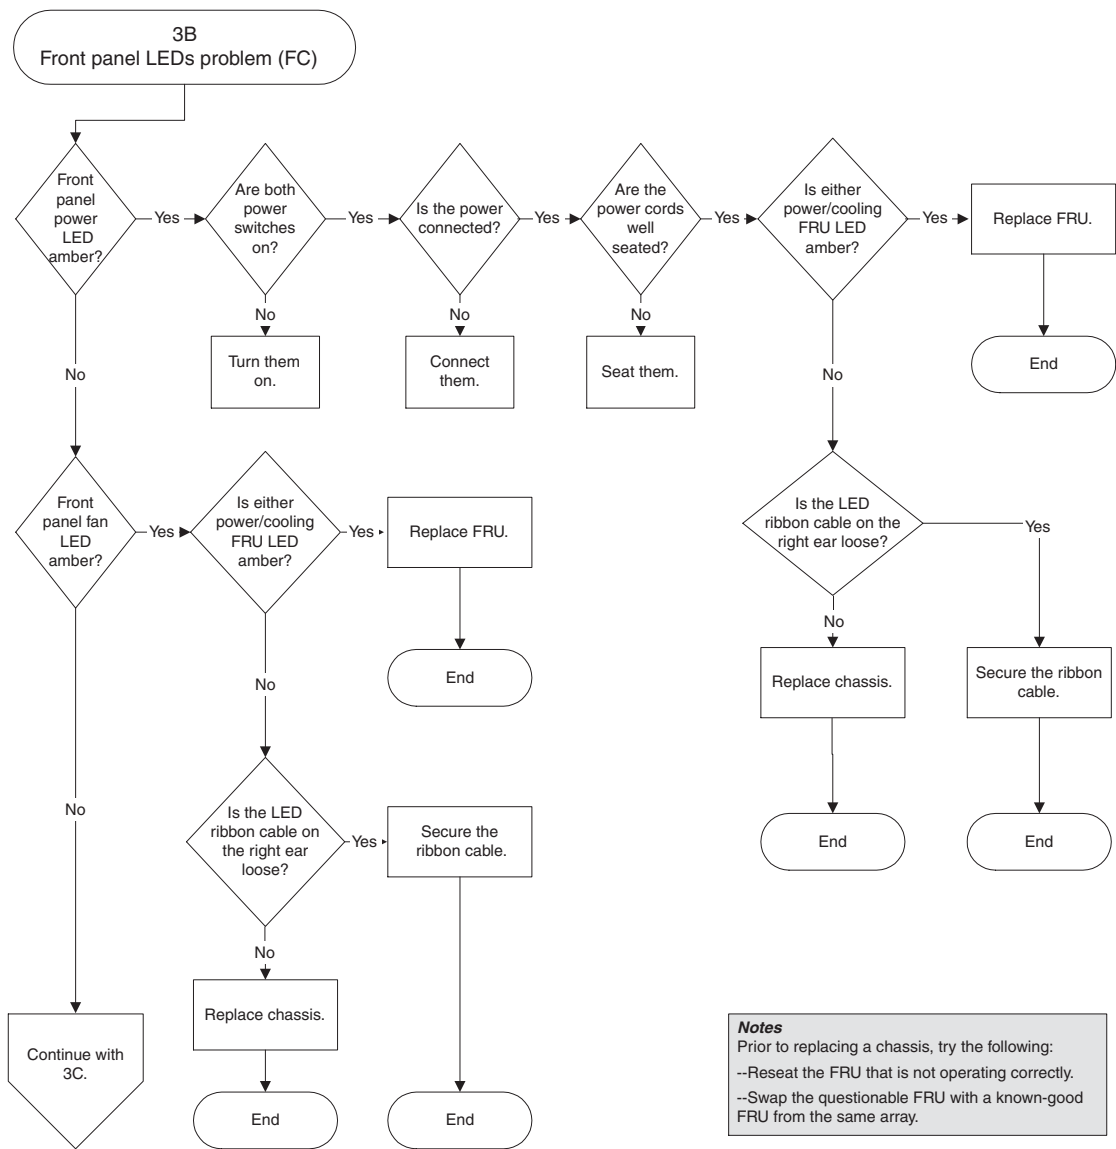 3B
Front panel LEDs problem (FC)
Front
panel
power
LED
amber?
Yes
Are both
power
switches
on?
Yes
Is the power
connected?
Yes
Are the
power cords
well
seated?
Yes
Is either
power/cooling
FRU LED
amber?
Yes
Replace FRU.
No
Turn them
on.
No
Connect
them.
No
Seat them.
End
No
No
Front
panel fan
LED
amber?
Yes
Is either
power/cooling
FRU LED
amber?
Yes
Replace FRU.
Is the LED
ribbon cable on the
right ear loose?
Yes
No
End
No
Replace chassis.
Secure the ribbon
cable.
No
Is the LED
ribbon cable on
the right ear
loose?
Yes
Secure the
ribbon cable.
End
End
No
Replace chassis.
Continue with
3C.
End
End
Notes
Prior to replacing a chassis, try the following:
--Reseat the FRU that is not operating correctly.
--Swap the questionable FRU with a known-good
FRU from the same array.